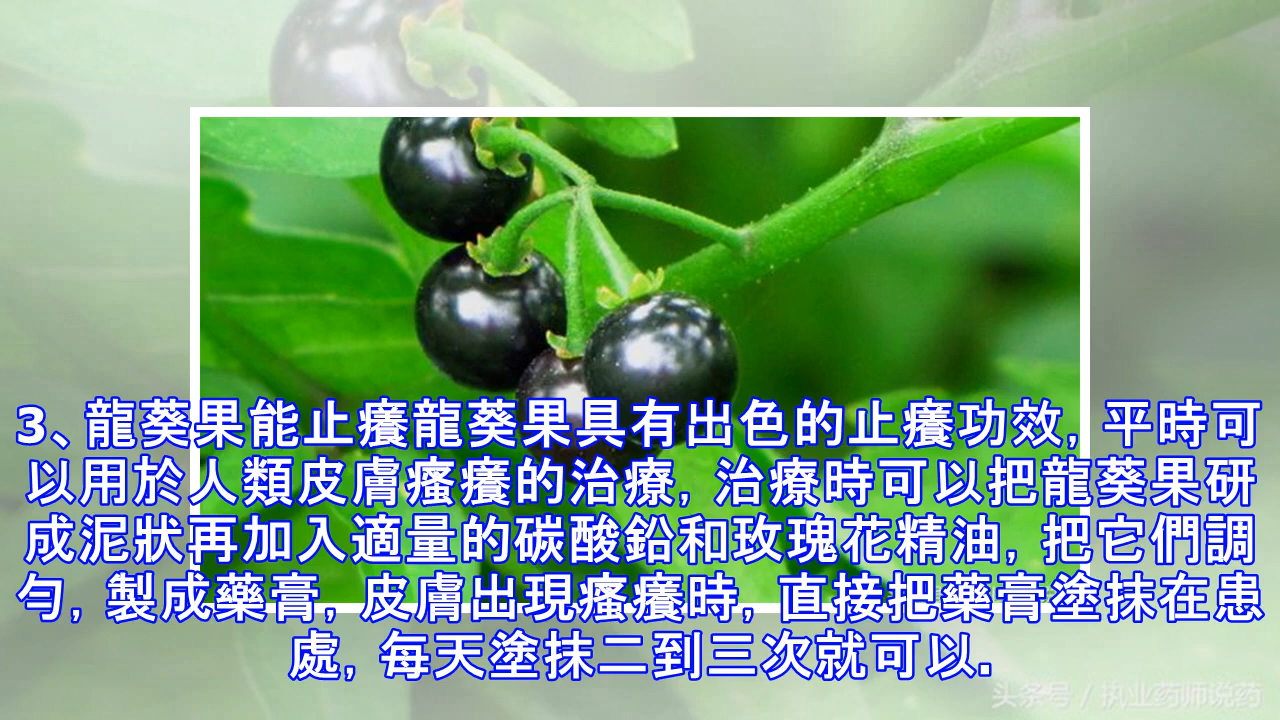 3、龍葵果能止癢龍葵果具有出色的止癢功效, 平時可
以用於人類皮膚瘙癢的治療, 治療時可以把龍葵果研
成泥狀再加入適量的碳酸鉛和玫瑰花精油, 把它們調
勻, 製成藥膏, 皮膚出現瘙癢時, 直接把藥膏塗抹在患
處, 每天塗抹二到三次就可以.
头条号 / 执业药师说药